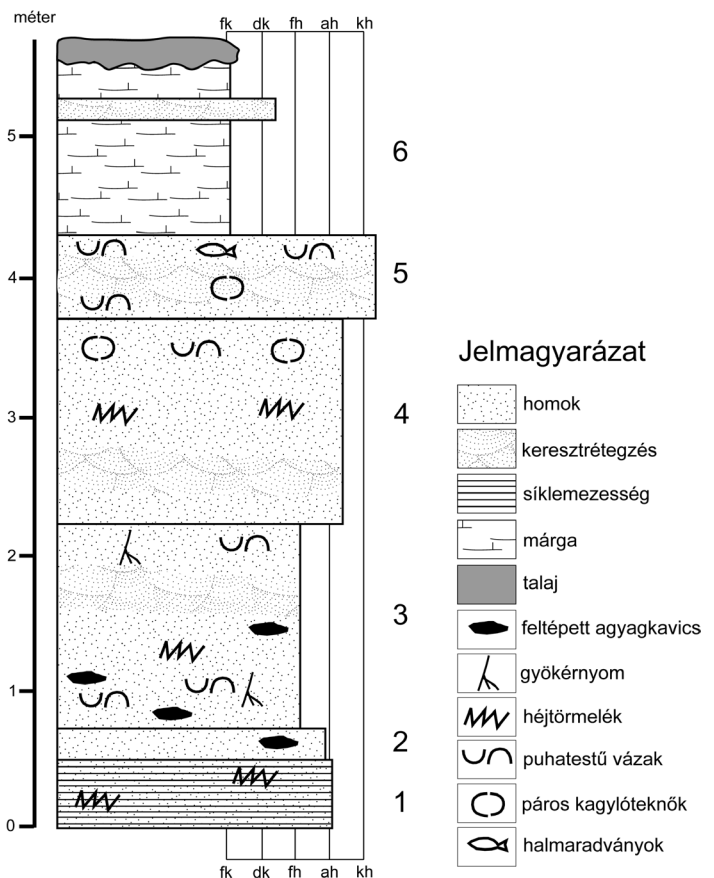 méter
fk dk fh ah kh
5
6
4
5
3
4
2
3
1
2
0
1
fk dk fh ah kh
Jelmagyarázat
homok
keresztrétegzés
síklemezesség
márga
talaj
feltépett agyagkavics
gyökérnyom
héjtörmelék
puhatestű vázak
páros kagylóteknők
halmaradványok